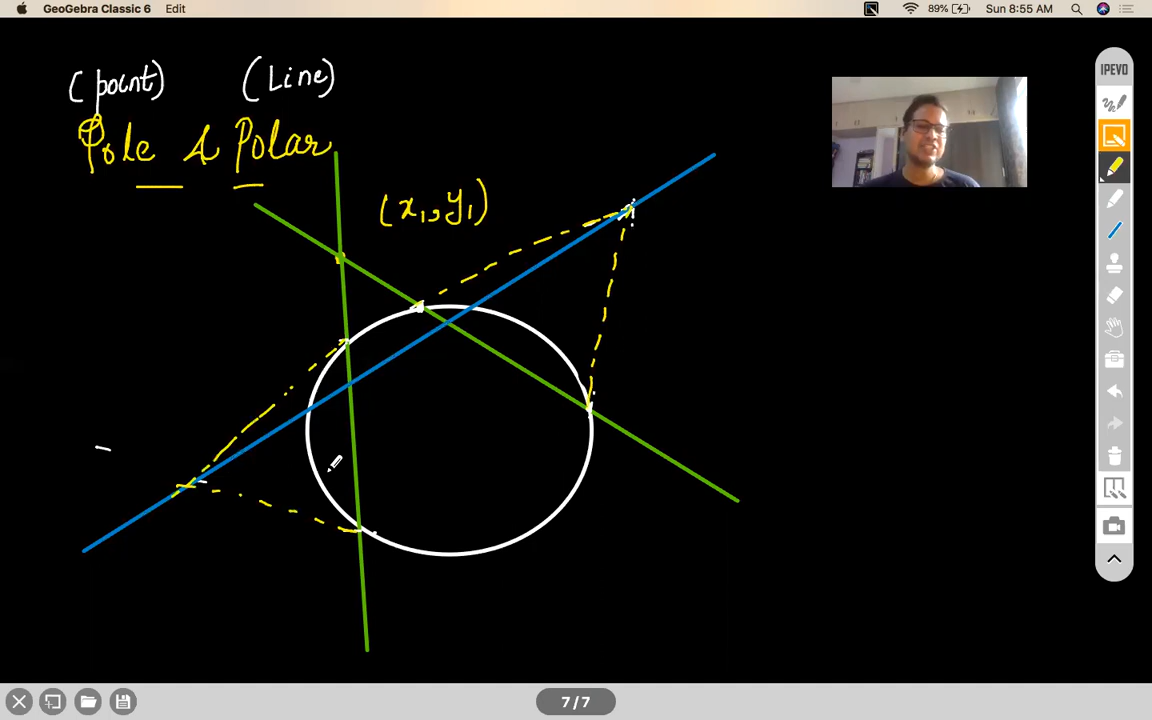 GeoGebra Classic 6 Edit 89% Sun 8:55 AM
IPEVO
(point) (Line)
Pole & Polar
(x₁, y₁)
7/7